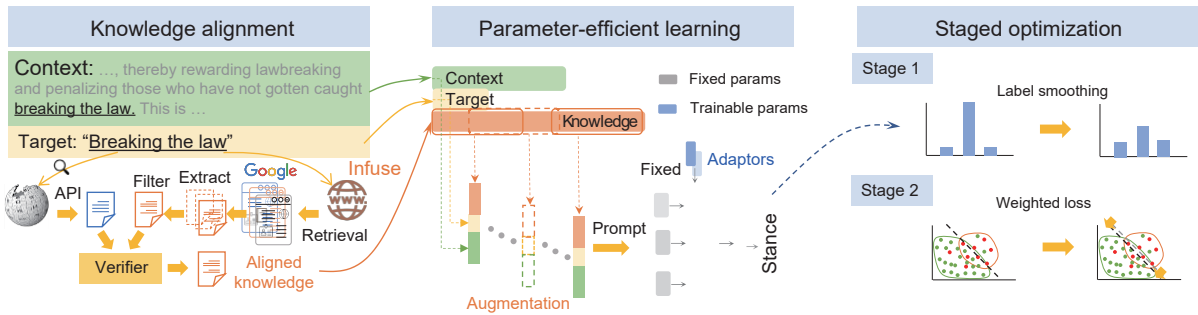 Knowledge alignment
Context: ..., thereby rewarding lawbreaking
and penalizing those who have not gotten caught
breaking the law. This is ...
Target: “Breaking the law”
API
Filter
Extract
Google
Infuse
WWW.
Retrieval
Verifier
Aligned
knowledge
Parameter-efficient learning
Context
Target
Knowledge
Fixed params
Trainable params
Adaptors
Fixed
Prompt
Stance
Augmentation
Staged optimization
Stage 1
Label smoothing
Stage 2
Weighted loss